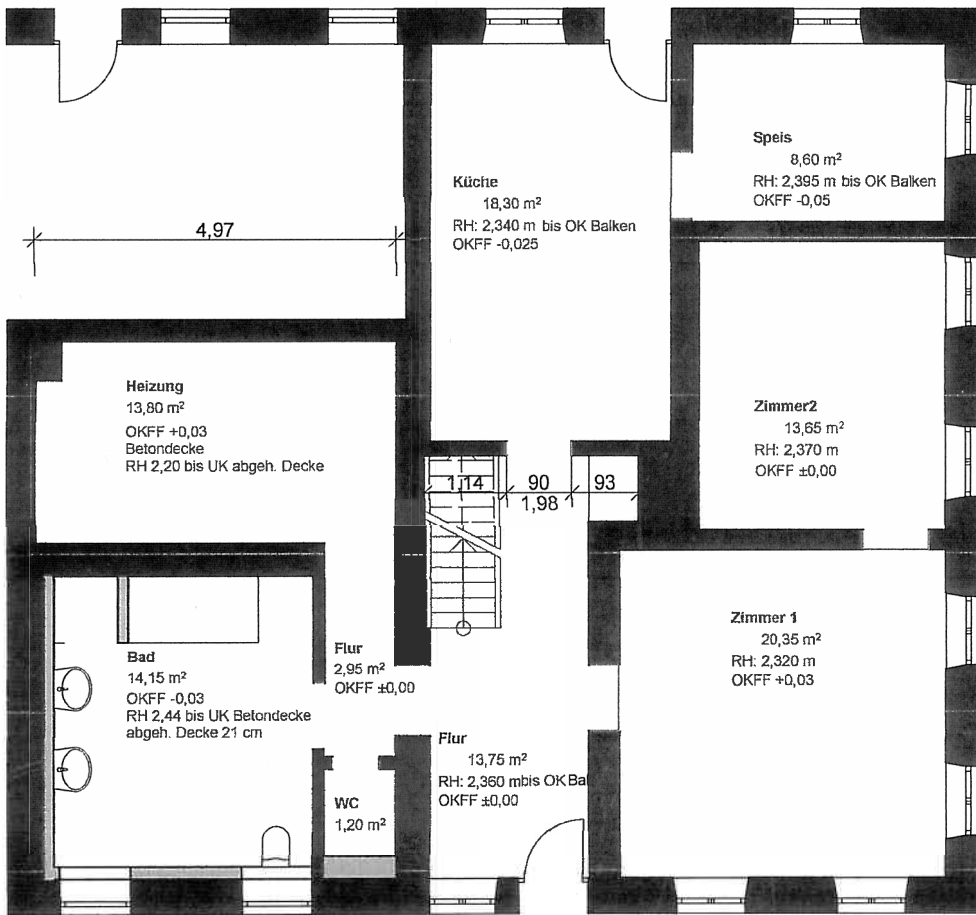 Speis
8,60 m²
RH: 2,395 m bis OK Balken
OKFF -0,05
Küche
18,30 m²
RH: 2,340 m bis OK Balken
OKFF -0,025
4,97
Heizung
13,80 m²
OKFF +0,03
Betondecke
RH 2,20 bis UK abgeh. Decke
Zimmer2
13,65 m²
RH: 2,370 m
OKFF ±0,00
1,14 90 93
1,98
Zimmer 1
20,35 m²
RH: 2,320 m
OKFF +0,03
Bad
14,15 m²
OKFF -0,03
RH 2,44 bis UK Betondecke
abgeh. Decke 21 cm
Flur
2,95 m²
OKFF ±0,00
Flur
13,75 m²
RH: 2,360 mbis OK Bal
OKFF ±0,00
WC
1,20 m²